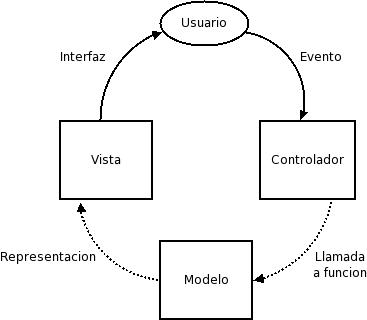 Usuario
Interfaz
Evento
Vista
Controlador
Representacion
Llamada
a funcion
Modelo